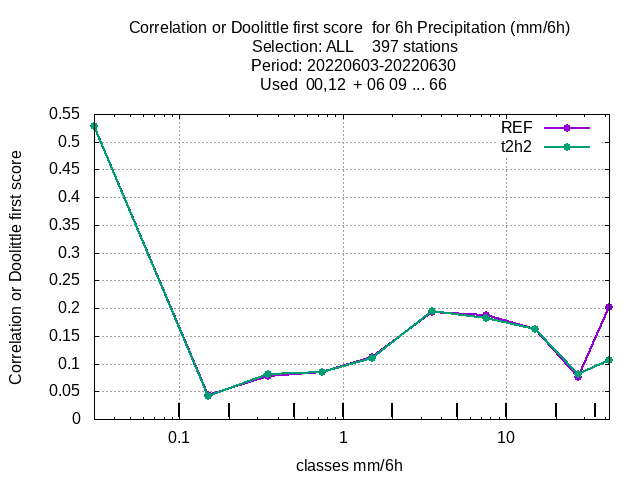 Correlation or Doolittle first score  for 6h Precipitation (mm/6h)
Selection: ALL    397 stations
Period: 20220603-20220630
Used  00,12  + 06 09 ... 66
REF
t2h2
0.55
0.5
0.45
0.4
0.35
0.3
0.25
0.2
0.15
0.1
0.05
0
Correlation or Doolittle first score
0.1 1 10
classes mm/6h